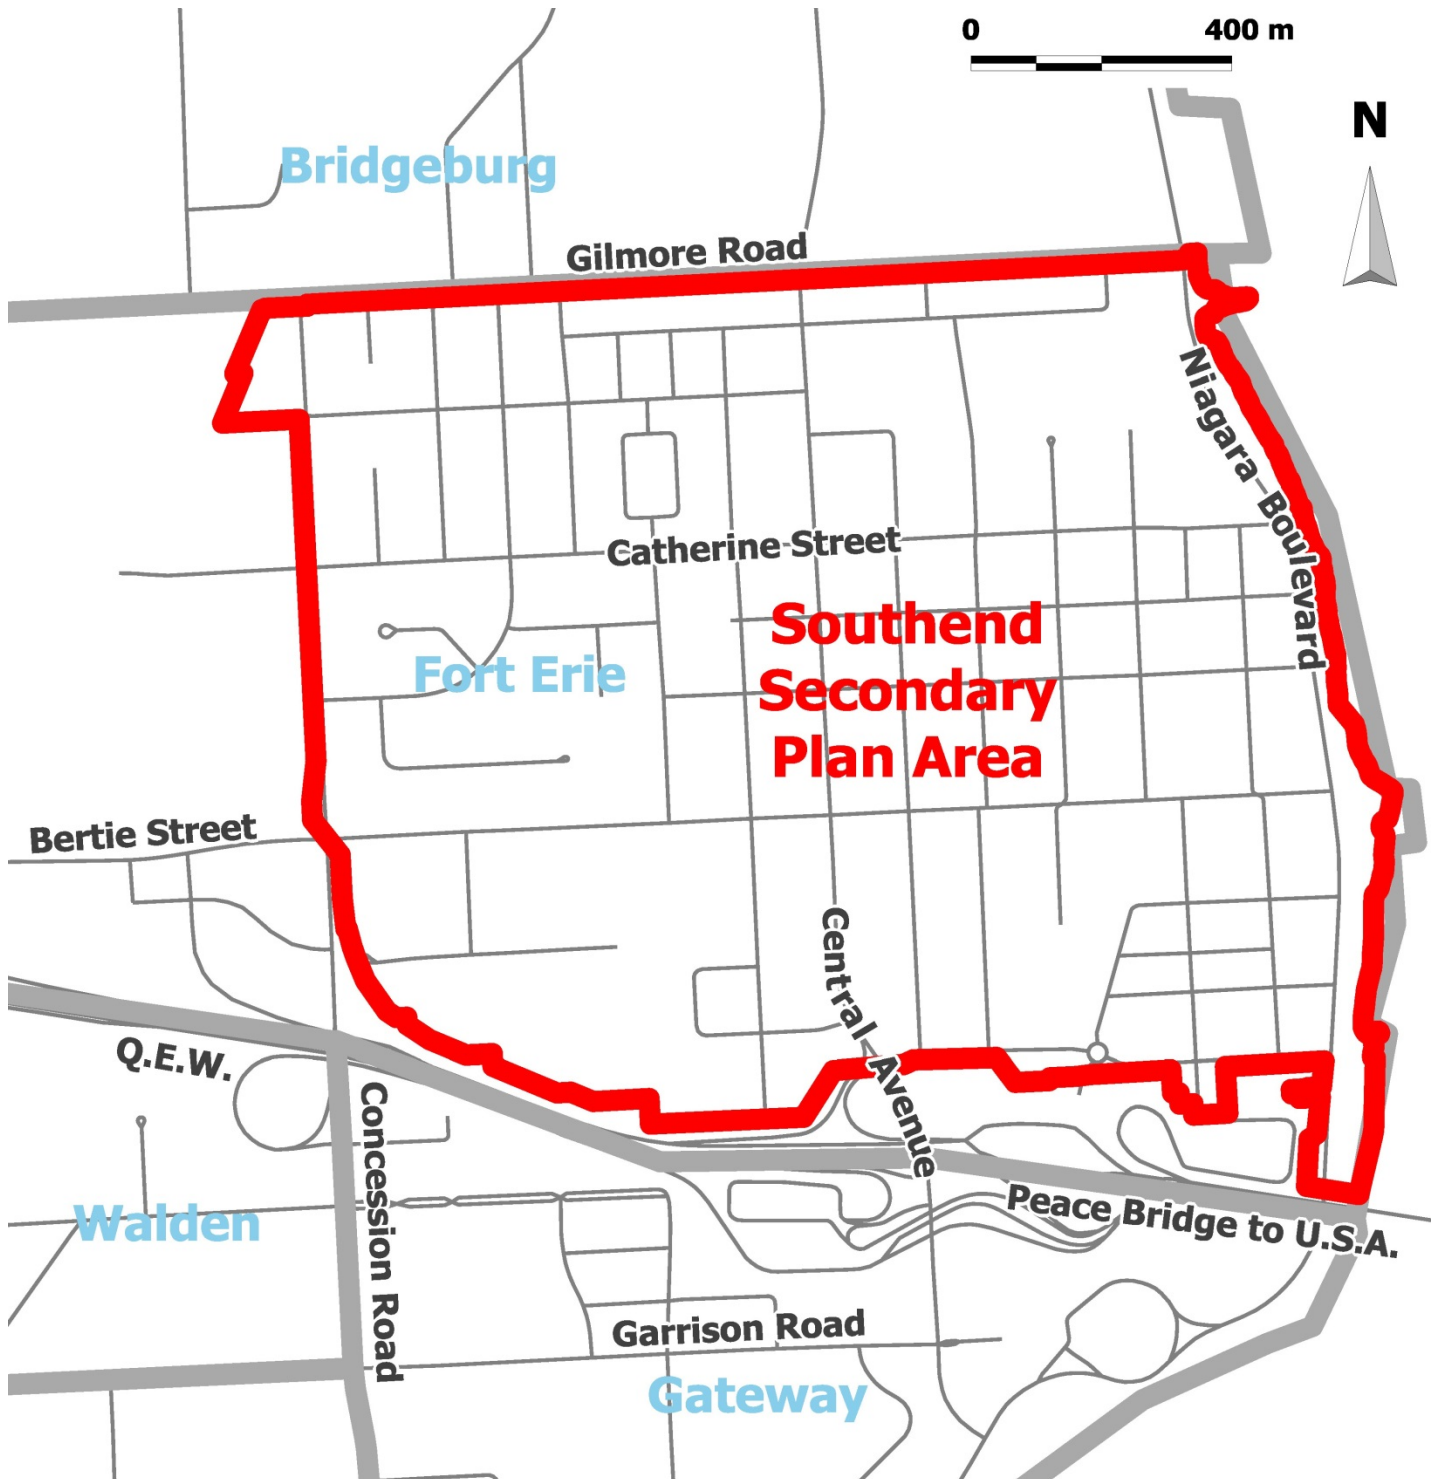 0 400 m
N
Bridgeburg
Gilmore Road
Niagara Boulevard
Catherine Street
Southend
Secondary
Plan Area
Fort Erie
Bertie Street
Central Avenue
Q.E.W.
Concession Road
Walden
Peace Bridge to U.S.A.
Garrison Road
Gateway